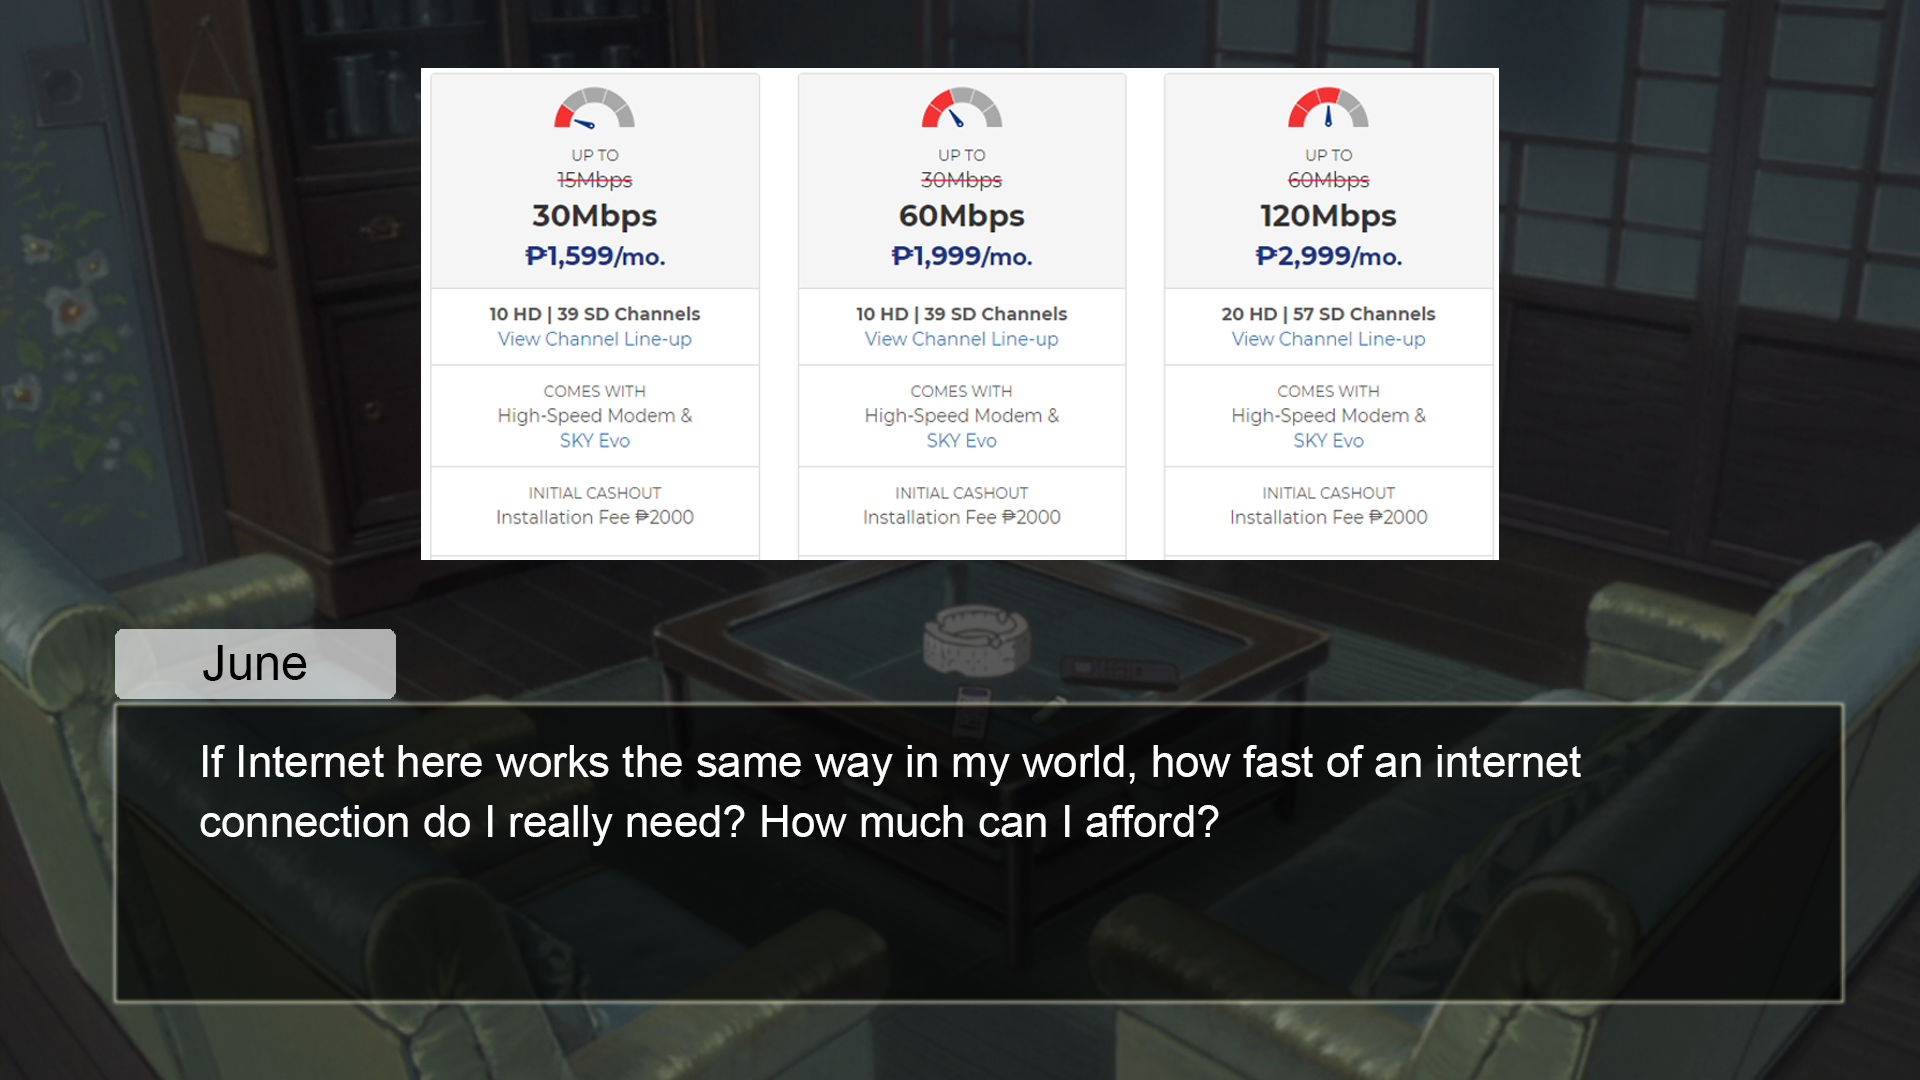 UP TO
15Mbps
30Mbps
₱1,599/mo.
10 HD | 39 SD Channels
View Channel Line-up
COMES WITH
High-Speed Modem &
SKY Evo
INITIAL CASHOUT
Installation Fee ₱2000
UP TO
30Mbps
60Mbps
₱1,999/mo.
10 HD | 39 SD Channels
View Channel Line-up
COMES WITH
High-Speed Modem &
SKY Evo
INITIAL CASHOUT
Installation Fee ₱2000
UP TO
60Mbps
120Mbps
₱2,999/mo.
20 HD | 57 SD Channels
View Channel Line-up
COMES WITH
High-Speed Modem &
SKY Evo
INITIAL CASHOUT
Installation Fee ₱2000
June
If Internet here works the same way in my world, how fast of an internet
connection do I really need? How much can I afford?